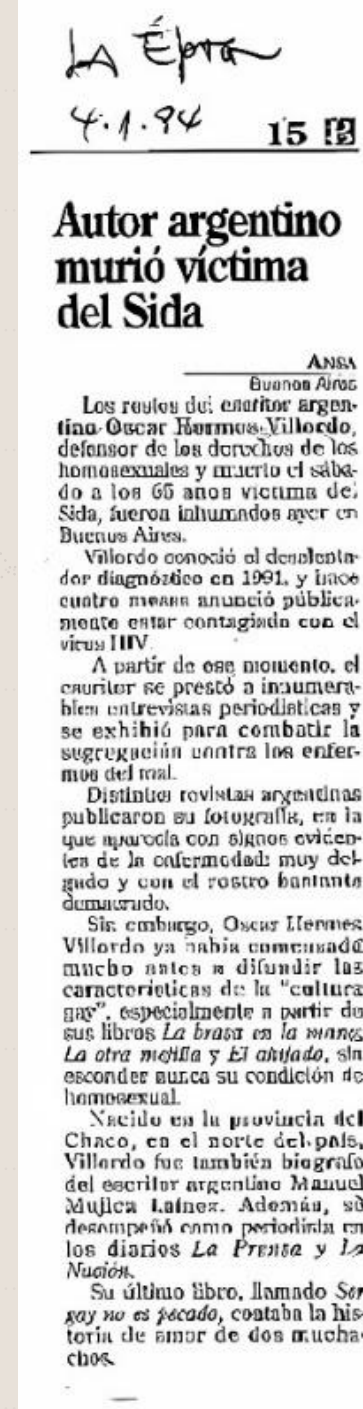 LA Época
4.1.94
15
Autor argentino
murió víctima
del Sida
ANSA
Buenos Aires
Los restos del escritor argen-
tino Oscar Hermes Villordo,
defensor de los derechos de los
homosexuales y muerto el sába-
do a los 65 años víctima del
Sida, fueron inhumados ayer en
Buenos Aires.
Villordo conoció el desalenta-
dor diagnóstico en 1991, y hace
cuatro meses anunció pública-
mente estar contagiado con el
virus HIV.
A partir de ese momento, el
escritor se prestó a innumera-
bles entrevistas periodísticas y
se exhibió para combatir la
segregación contra los enfer-
mos del mal.
Distintas revistas argentinas
publicaron su fotografía, en la
que aparecía con signos eviden-
tes de la enfermedad: muy del-
gado y con el rostro bastante
demacrado.
Sin embargo, Oscar Hermes
Villordo ya había comenzado
mucho antes a difundir las
características de la "cultura
gay", especialmente a partir de
sus libros La brasa en la mano,
La otra mejilla y El ahijado, sin
esconder nunca su condición de
homosexual.
Nacido en la provincia del
Chaco, en el norte del país,
Villordo fue también biógrafo
del escritor argentino Manuel
Mujica Lainez. Además, se
desempeñó como periodista en
los diarios La Prensa y La
Nación.
Su último libro, llamado Ser
gay no es pecado, contaba la his-
toria de amor de dos mucha-
chos.